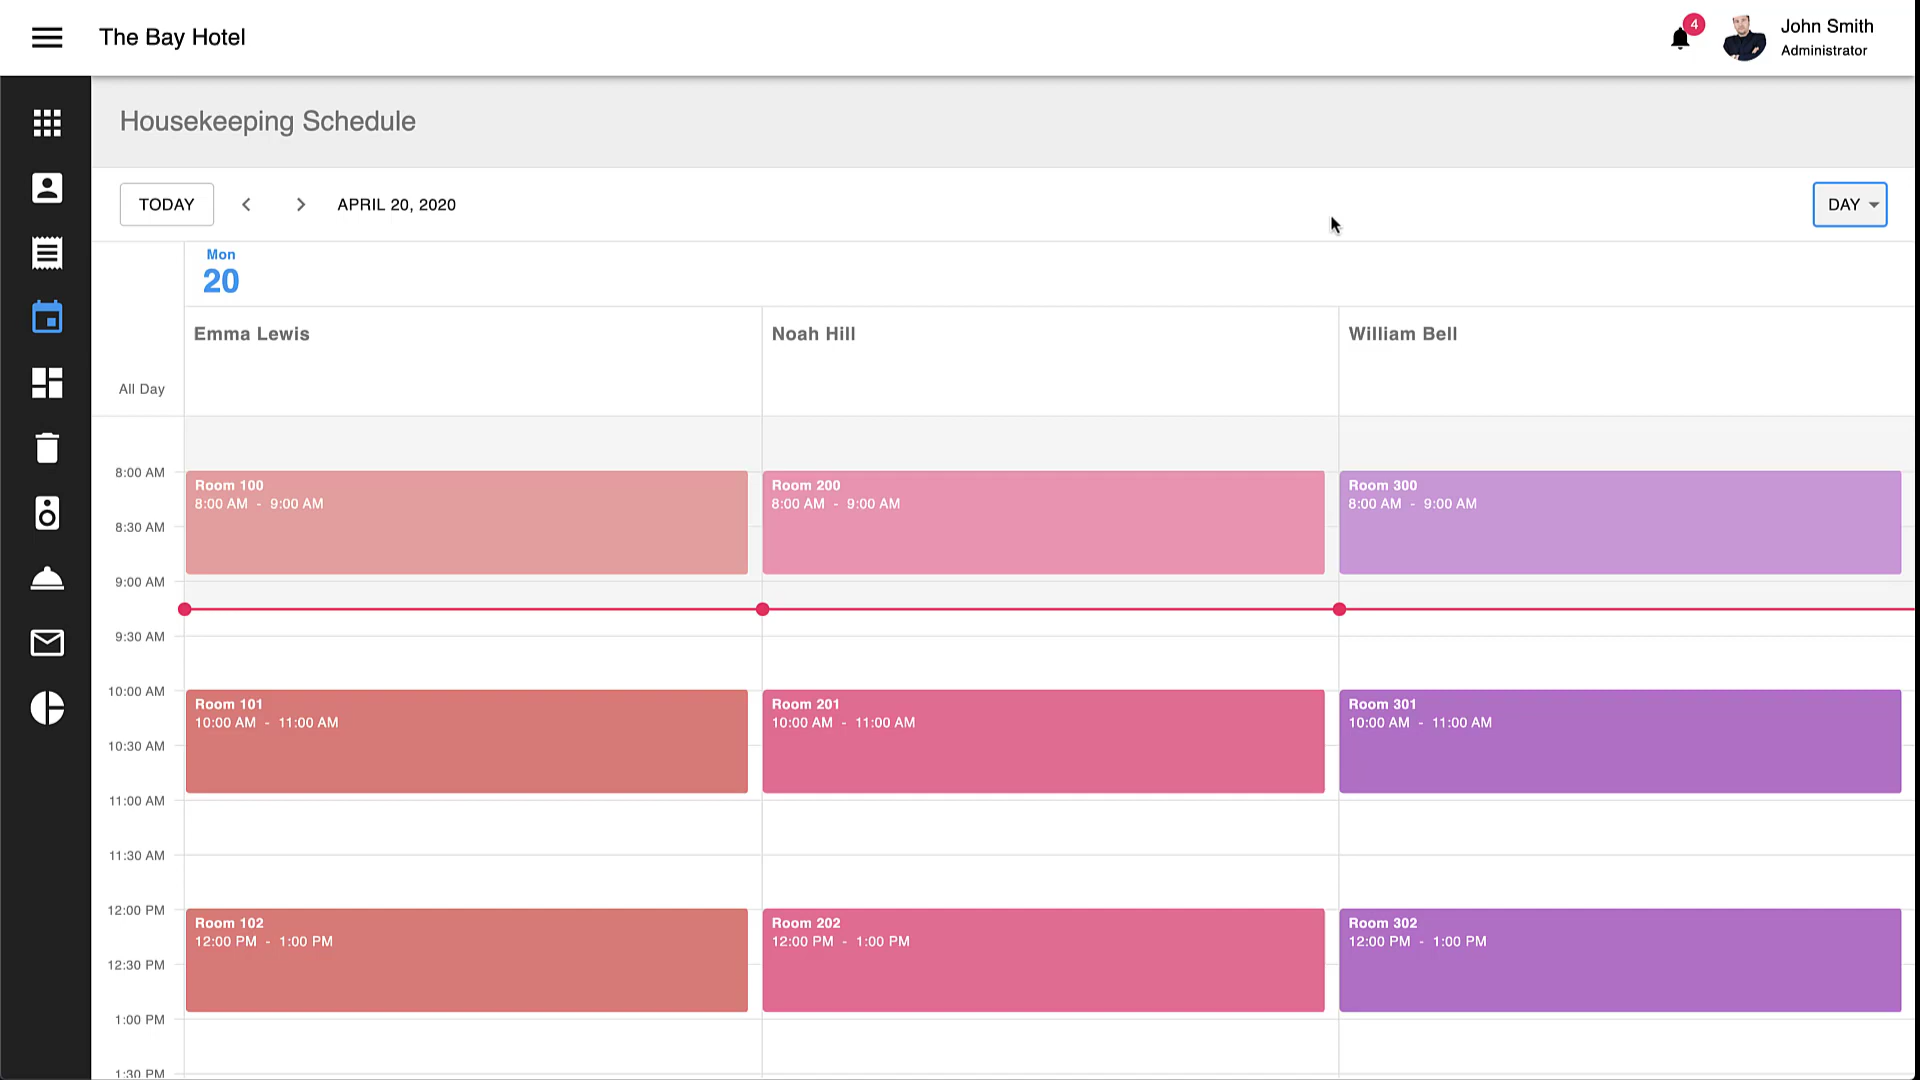 The Bay Hotel
4
John Smith
Administrator
Housekeeping Schedule
TODAY
APRIL 20, 2020
DAY
Mon
20
Emma Lewis
Noah Hill
William Bell
All Day
8:00 AM
Room 100
8:00 AM - 9:00 AM
Room 200
8:00 AM - 9:00 AM
Room 300
8:00 AM - 9:00 AM
8:30 AM
9:00 AM
9:30 AM
10:00 AM
Room 101
10:00 AM - 11:00 AM
Room 201
10:00 AM - 11:00 AM
Room 301
10:00 AM - 11:00 AM
10:30 AM
11:00 AM
11:30 AM
12:00 PM
Room 102
12:00 PM - 1:00 PM
Room 202
12:00 PM - 1:00 PM
Room 302
12:00 PM - 1:00 PM
12:30 PM
1:00 PM
1:30 PM